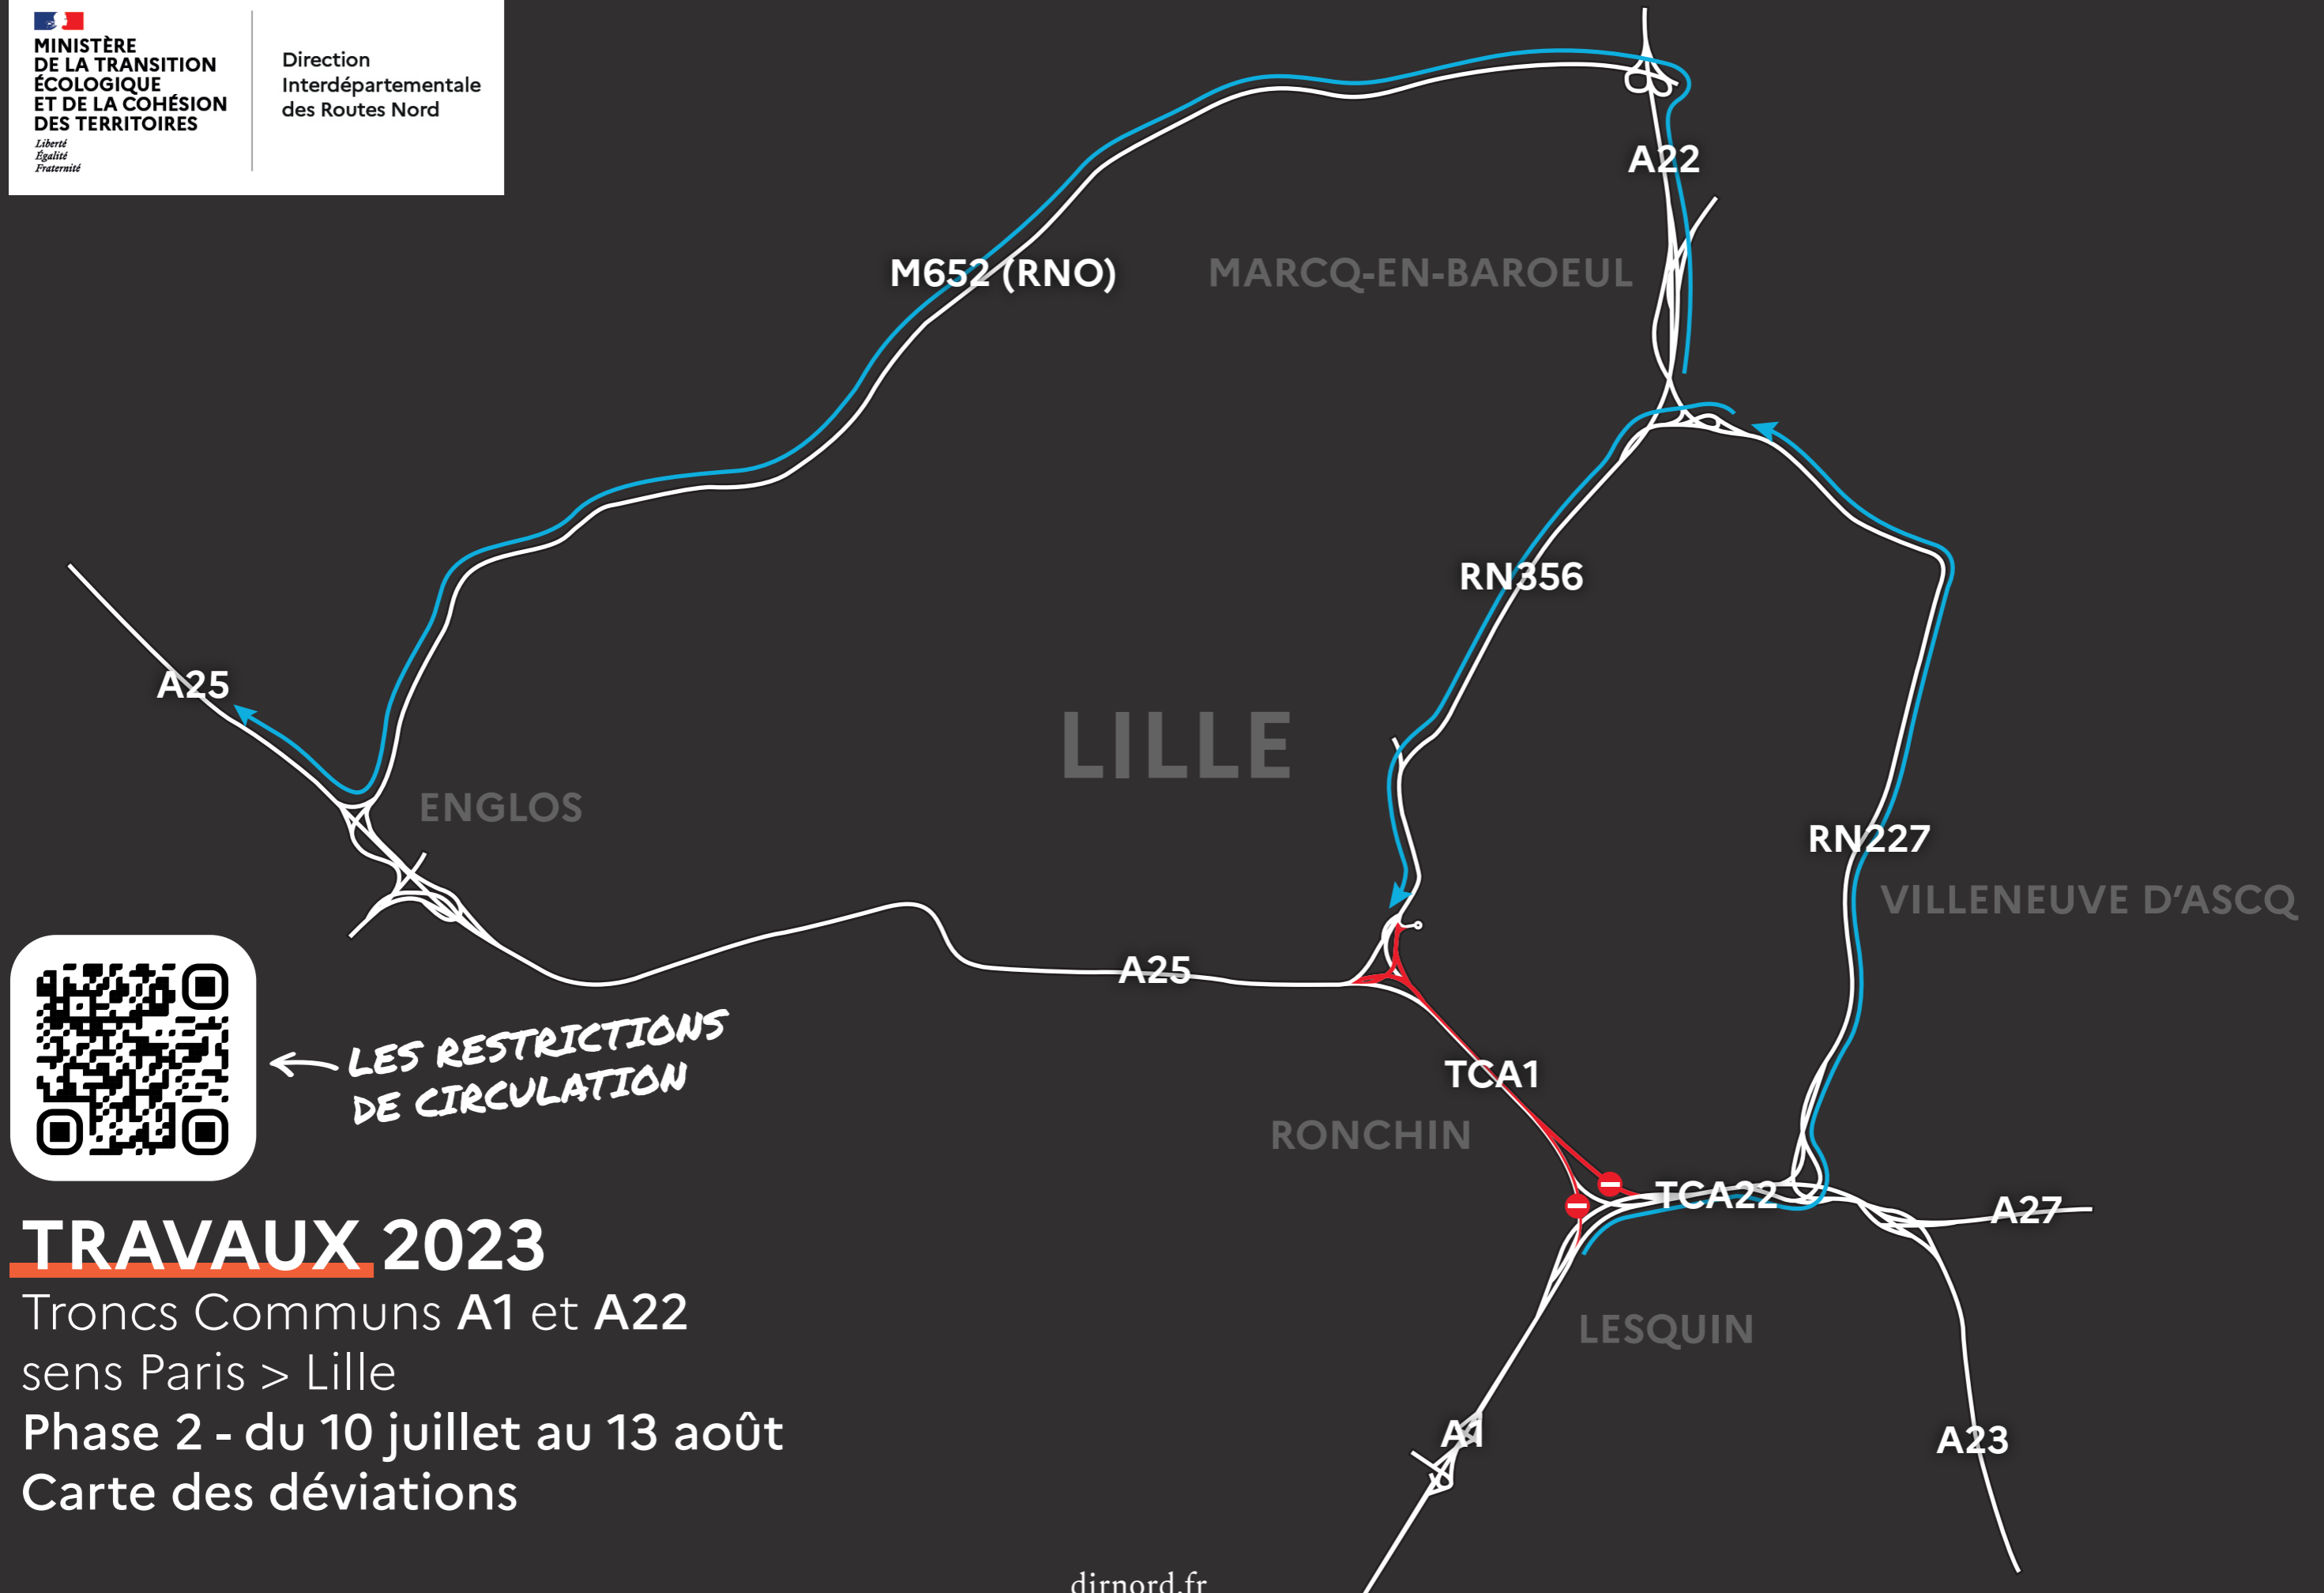 MINISTÈRE
DE LA TRANSITION
ÉCOLOGIQUE
ET DE LA COHÉSION
DES TERRITOIRES
Liberté
Égalité
Fraternité
Direction
Interdépartementale
des Routes Nord
A22
M652 (RNO)
MARCQ-EN-BAROEUL
RN356
A25
LILLE
ENGLOS
RN227
VILLENEUVE D'ASCQ
A25
LES RESTRICTIONS
DE CIRCULATION
TCA1
RONCHIN
TCA22
A27
LESQUIN
A1
A23
TRAVAUX 2023
Troncs Communs A1 et A22
sens Paris > Lille
Phase 2 - du 10 juillet au 13 août
Carte des déviations
dirnord.fr